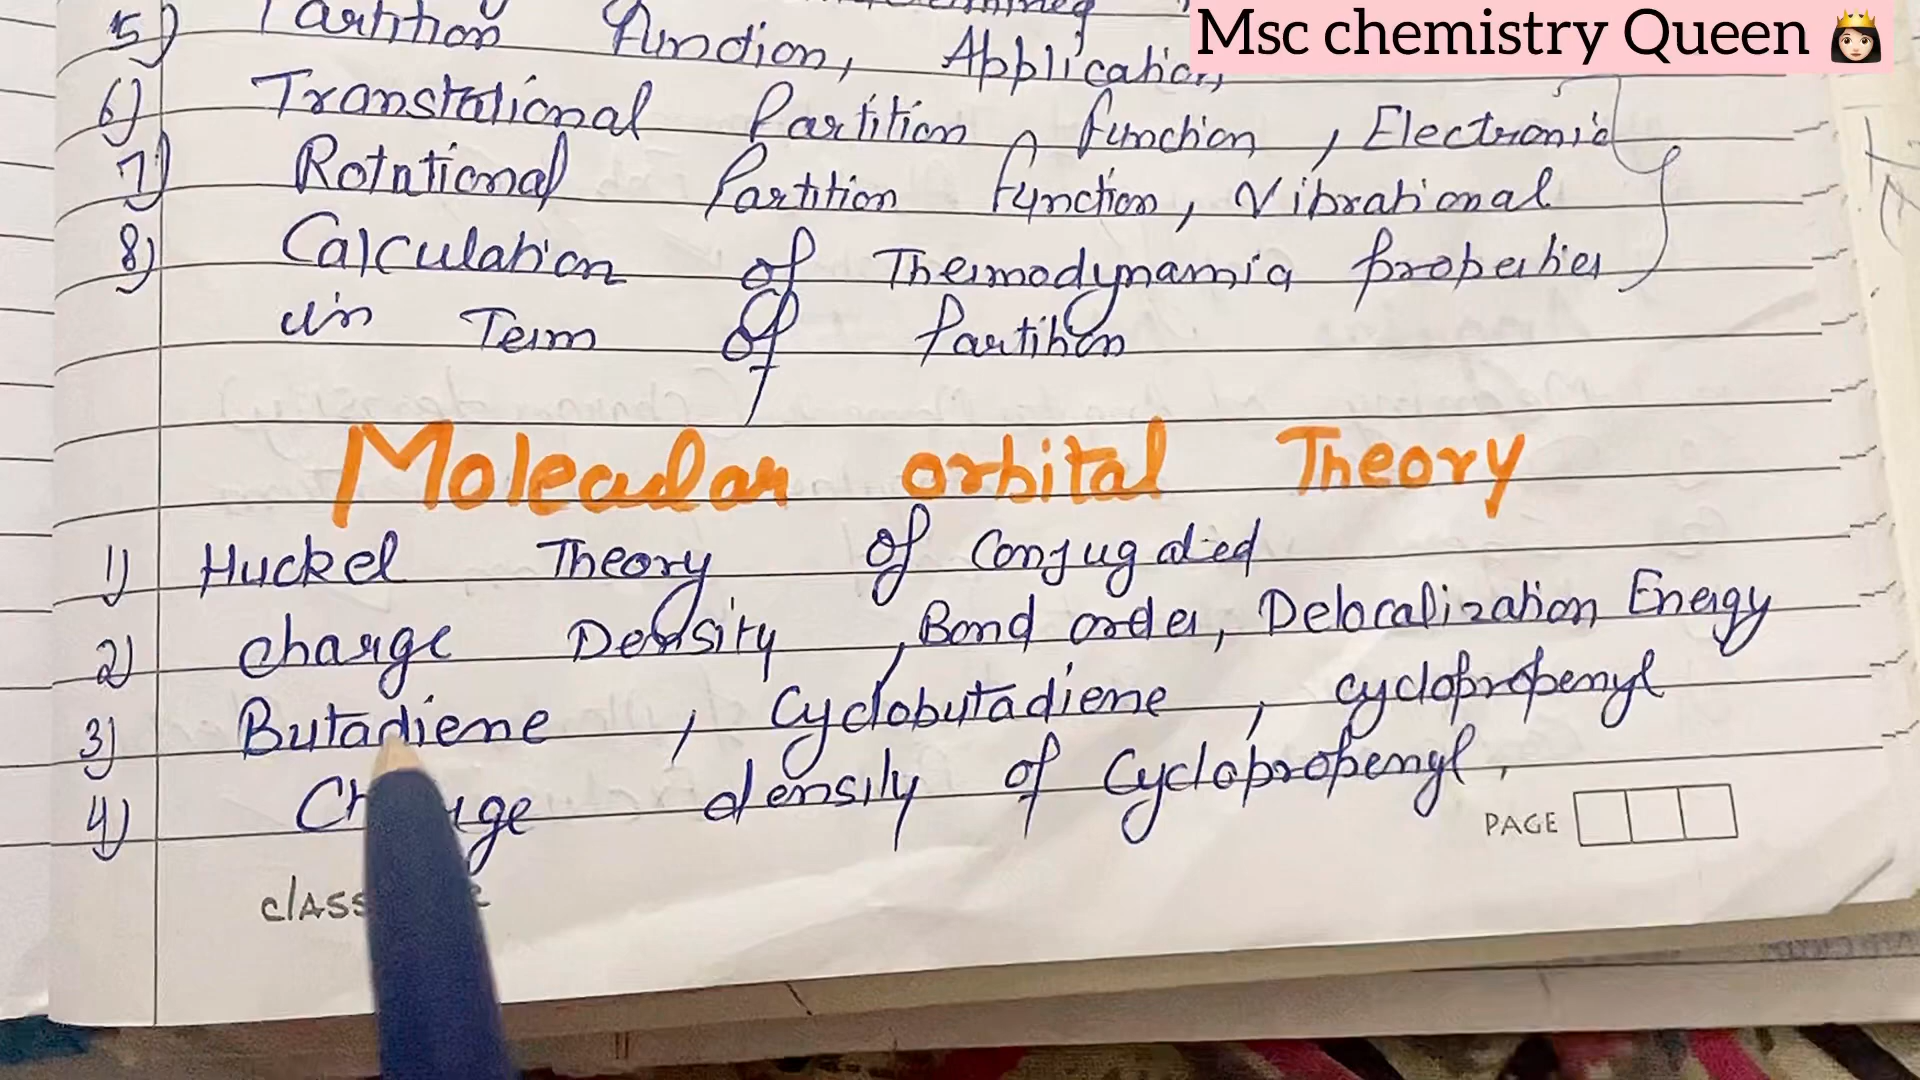 Msc chemistry Queen 👸🏻
5) Partition function, Application,
6) Translational Partition function, Electronic
7) Rotational Partition function, Vibrational
8) Calculation of Thermodynamic properties
in Term of Partition
Molecular orbital Theory
1) Huckel Theory of Conjugated
2) charge Density, Bond order, Delocalization Energy
3) Butadiene, Cyclobutadiene, cyclopropenyl
4) Charge density of Cyclopropenyl,
PAGE